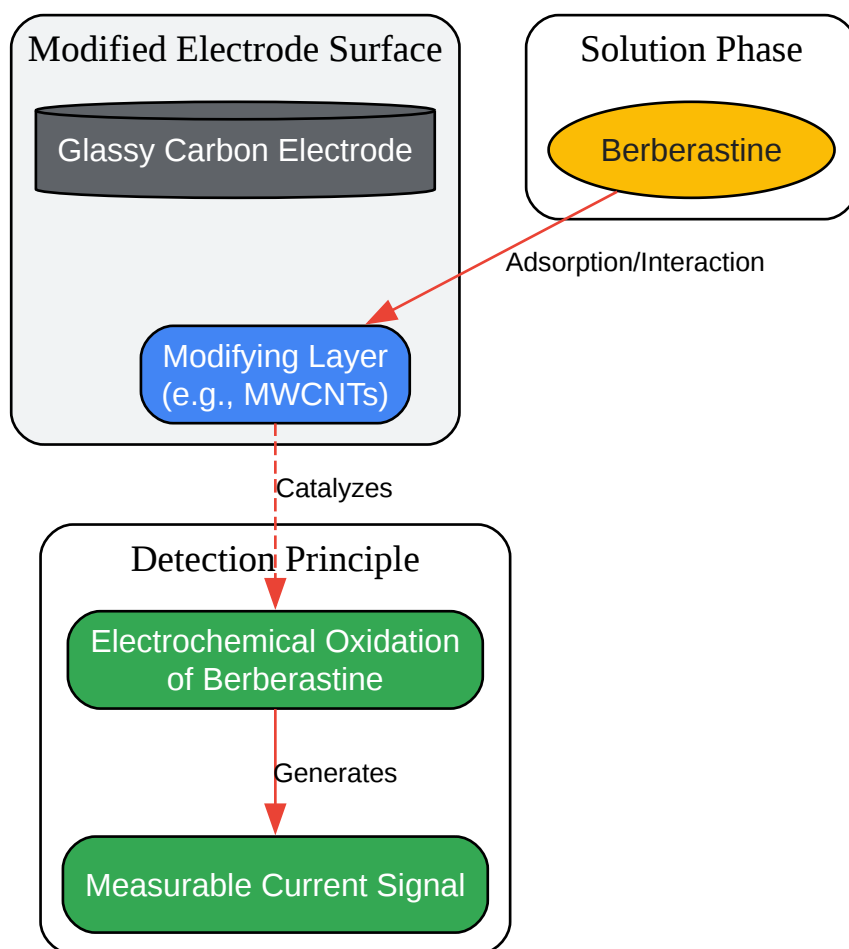 Modified Electrode Surface
Solution Phase
Glassy Carbon Electrode
Berberastine
Adsorption/Interaction
Modifying Layer
(e.g., MWCNTs)
Catalyzes
Detection Principle
Electrochemical Oxidation
of Berberastine
Generates
Measurable Current Signal